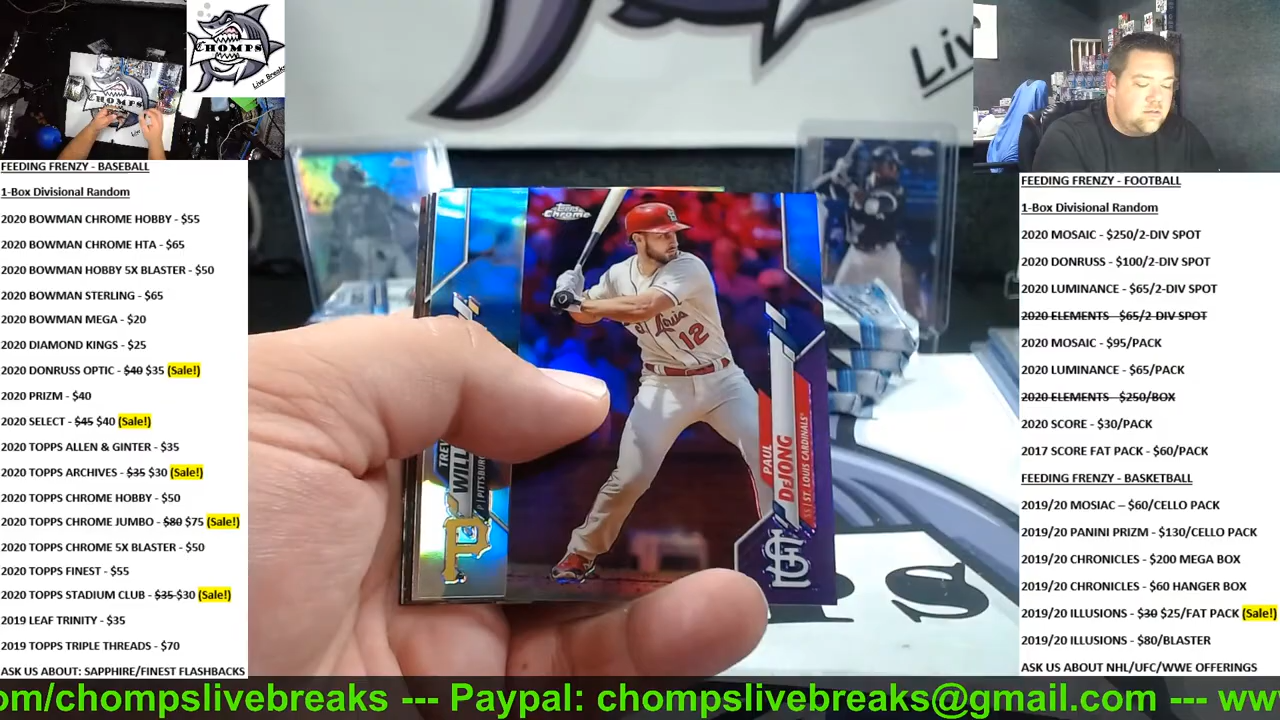 CHOMPS
Live Breaks
CHOMPS
Liv
FEEDING FRENZY - BASEBALL
1-Box Divisional Random
2020 BOWMAN CHROME HOBBY - $55
2020 BOWMAN CHROME HTA - $65
2020 BOWMAN HOBBY 5X BLASTER - $50
2020 BOWMAN STERLING - $65
2020 BOWMAN MEGA - $20
2020 DIAMOND KINGS - $25
2020 DONRUSS OPTIC - $40 $35 (Sale!)
2020 PRIZM - $40
2020 SELECT - $45 $40 (Sale!)
2020 TOPPS ALLEN & GINTER - $35
2020 TOPPS ARCHIVES - $35 $30 (Sale!)
2020 TOPPS CHROME HOBBY - $50
2020 TOPPS CHROME JUMBO - $80 $75 (Sale!)
2020 TOPPS CHROME 5X BLASTER - $50
2020 TOPPS FINEST - $55
2020 TOPPS STADIUM CLUB - $35 $30 (Sale!)
2019 LEAF TRINITY - $35
2019 TOPPS TRIPLE THREADS - $70
ASK US ABOUT: SAPPHIRE/FINEST FLASHBACKS
Topps
Chrome
12
PAUL
DeJONG
SS | ST. LOUIS CARDINALS
TREV
WILL
P | PITTSBURG
P
FEEDING FRENZY - FOOTBALL
1-Box Divisional Random
2020 MOSAIC - $250/2-DIV SPOT
2020 DONRUSS - $100/2-DIV SPOT
2020 LUMINANCE - $65/2-DIV SPOT
2020 ELEMENTS - $65/2-DIV SPOT
2020 MOSAIC - $95/PACK
2020 LUMINANCE - $65/PACK
2020 ELEMENTS - $250/BOX
2020 SCORE - $30/PACK
2017 SCORE FAT PACK - $60/PACK
FEEDING FRENZY - BASKETBALL
2019/20 MOSIAC – $60/CELLO PACK
2019/20 PANINI PRIZM - $130/CELLO PACK
2019/20 CHRONICLES - $200 MEGA BOX
2019/20 CHRONICLES - $60 HANGER BOX
2019/20 ILLUSIONS - $30 $25/FAT PACK (Sale!)
2019/20 ILLUSIONS - $80/BLASTER
ASK US ABOUT NHL/UFC/WWE OFFERINGS
om/chompslivebreaks --- Paypal: chompslivebreaks@gmail.com --- ww